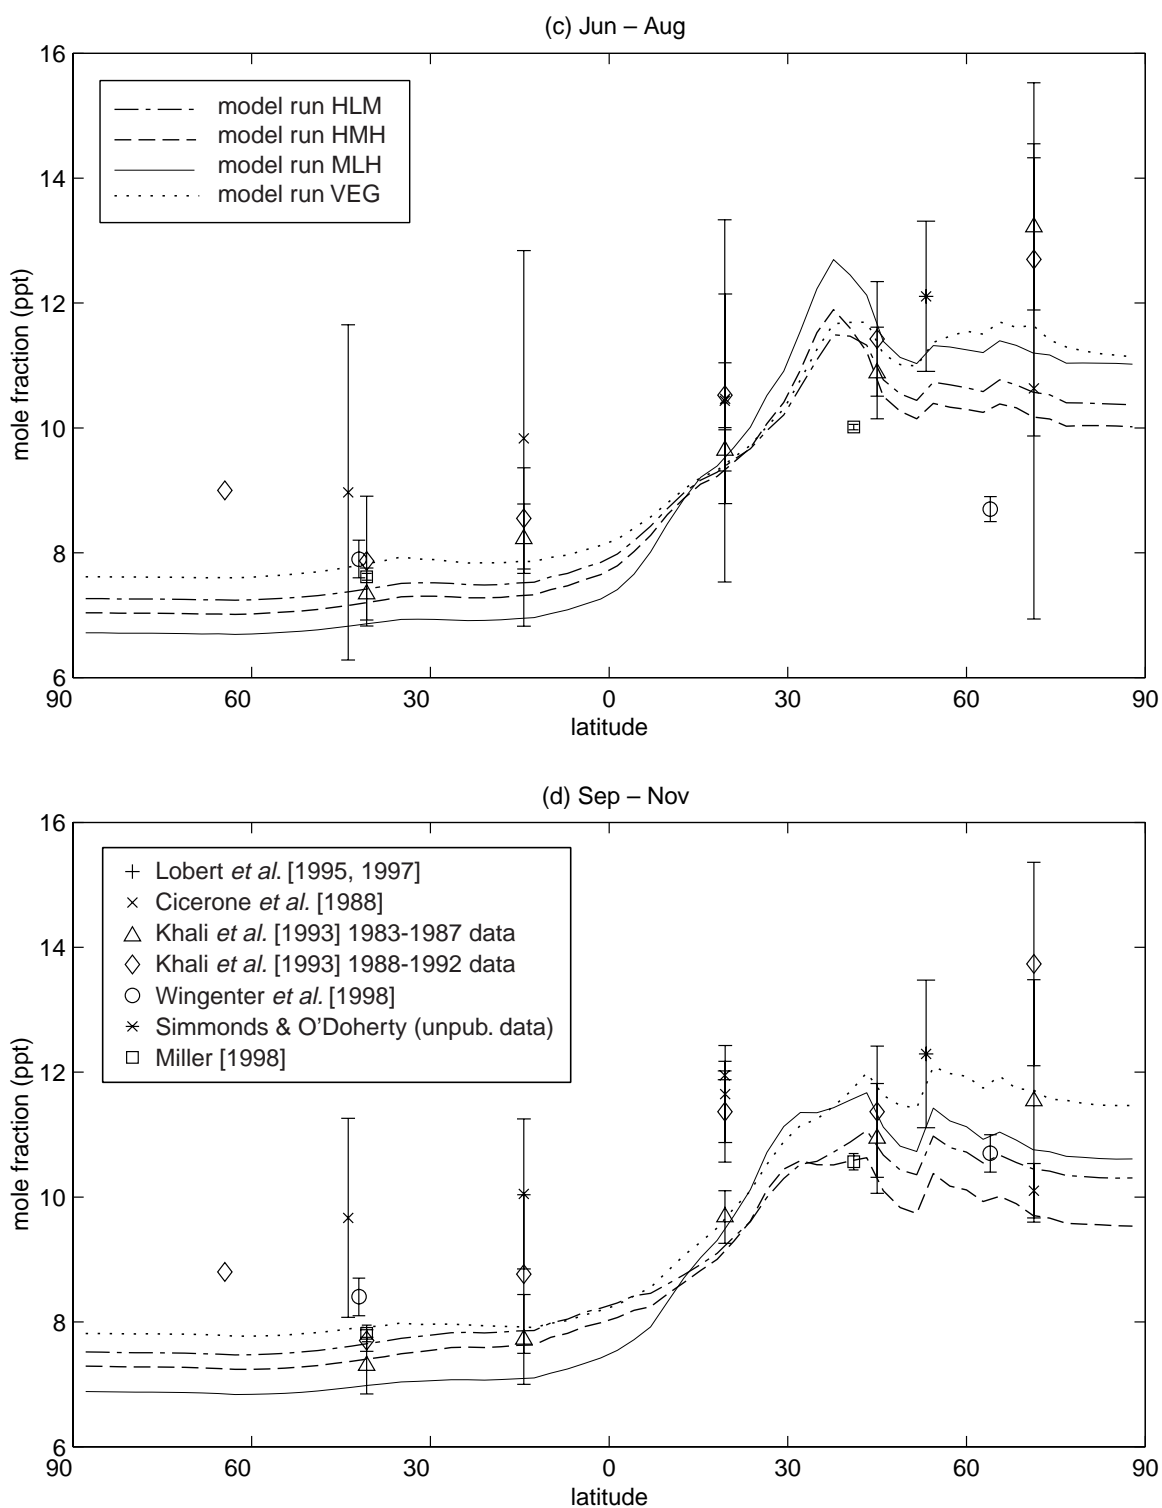 (c) Jun – Aug
16
14
12
10
8
6
mole fraction (ppt)
model run HLM
model run HMH
model run MLH
model run VEG
90 60 30 0 30 60 90
latitude
(d) Sep – Nov
16
14
12
10
8
6
mole fraction (ppt)
Lobert et al. [1995, 1997]
Cicerone et al. [1988]
Khali et al. [1993] 1983-1987 data
Khali et al. [1993] 1988-1992 data
Wingenter et al. [1998]
Simmonds & O'Doherty (unpub. data)
Miller [1998]
90 60 30 0 30 60 90
latitude